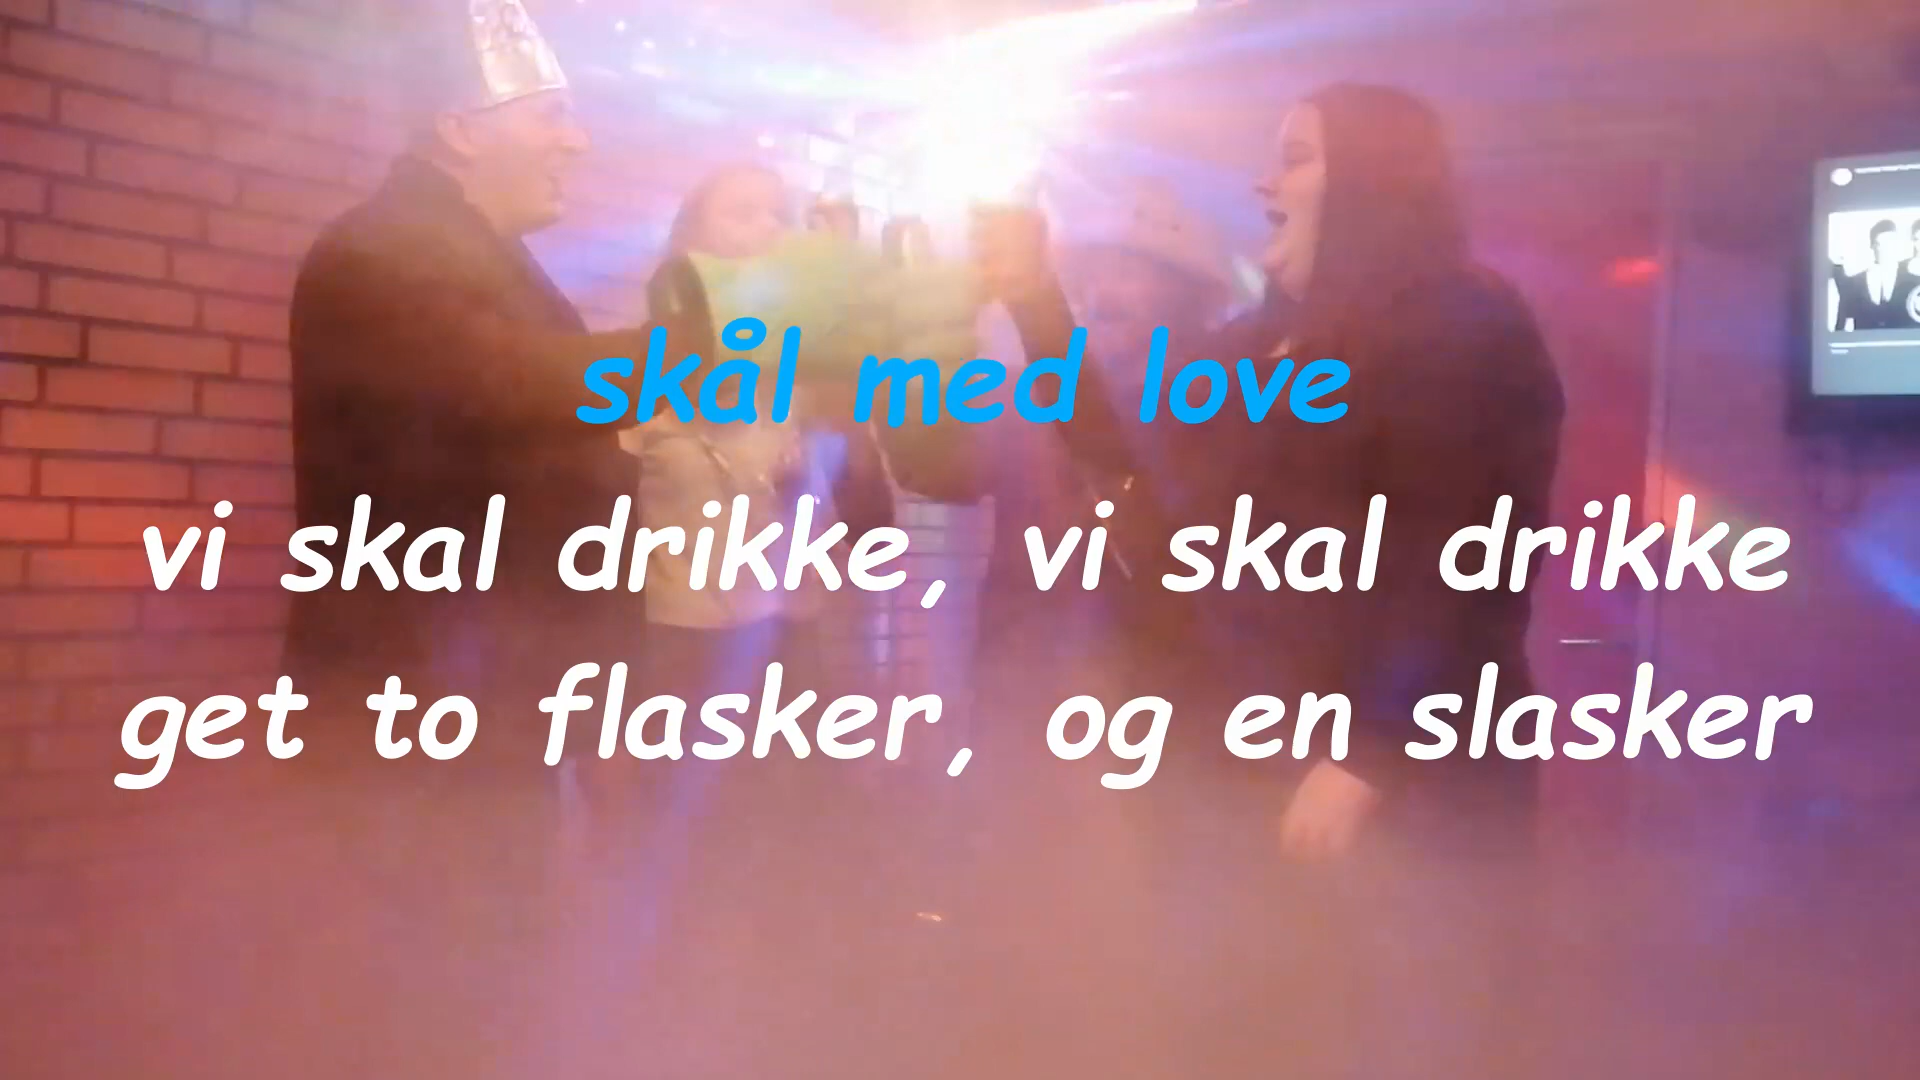 skål med love
vi skal drikke, vi skal drikke
get to flasker, og en slasker